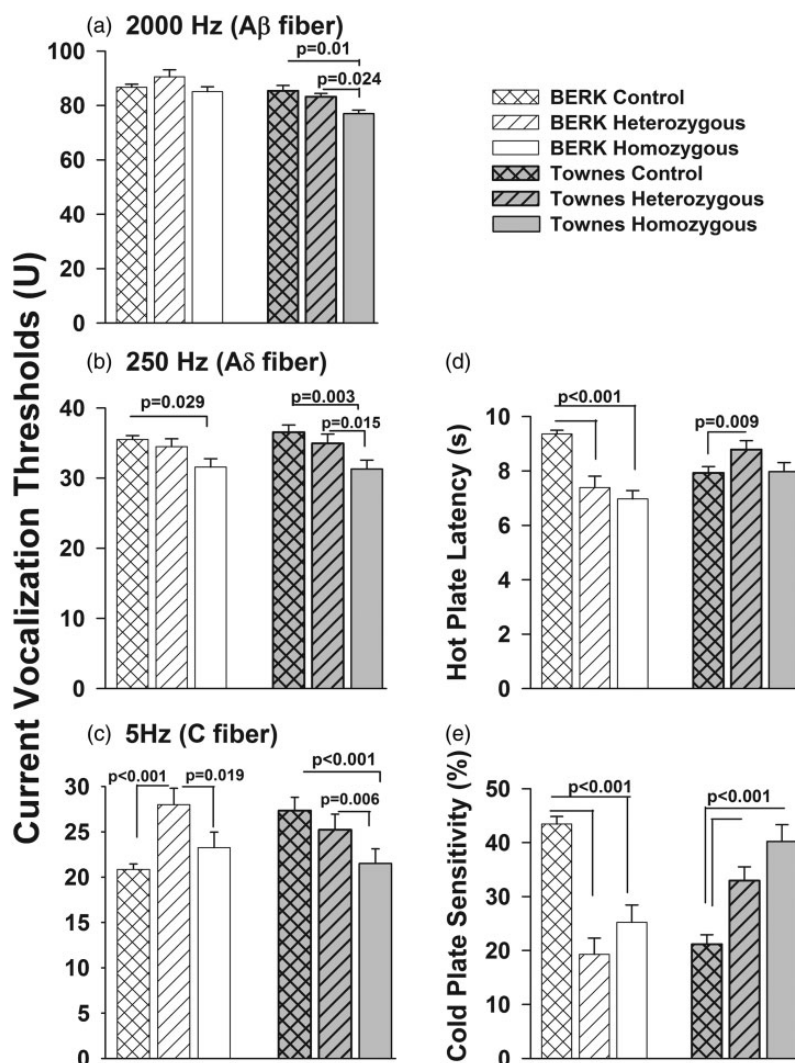 (a) 2000 Hz (Aβ fiber)
100
80
60
40
20
0
p=0.01
p=0.024
BERK Control
BERK Heterozygous
BERK Homozygous
Townes Control
Townes Heterozygous
Townes Homozygous
Current Vocalization Thresholds (U)
(b) 250 Hz (Aδ fiber)
40
30
20
10
0
p=0.029
p=0.003
p=0.015
(d)
Hot Plate Latency (s)
10
8
6
4
2
0
p<0.001
p=0.009
(c) 5Hz (C fiber)
30
25
20
15
10
5
0
p<0.001
p=0.019
p<0.001
p=0.006
(e)
Cold Plate Sensitivity (%)
50
40
30
20
10
0
p<0.001
p<0.001